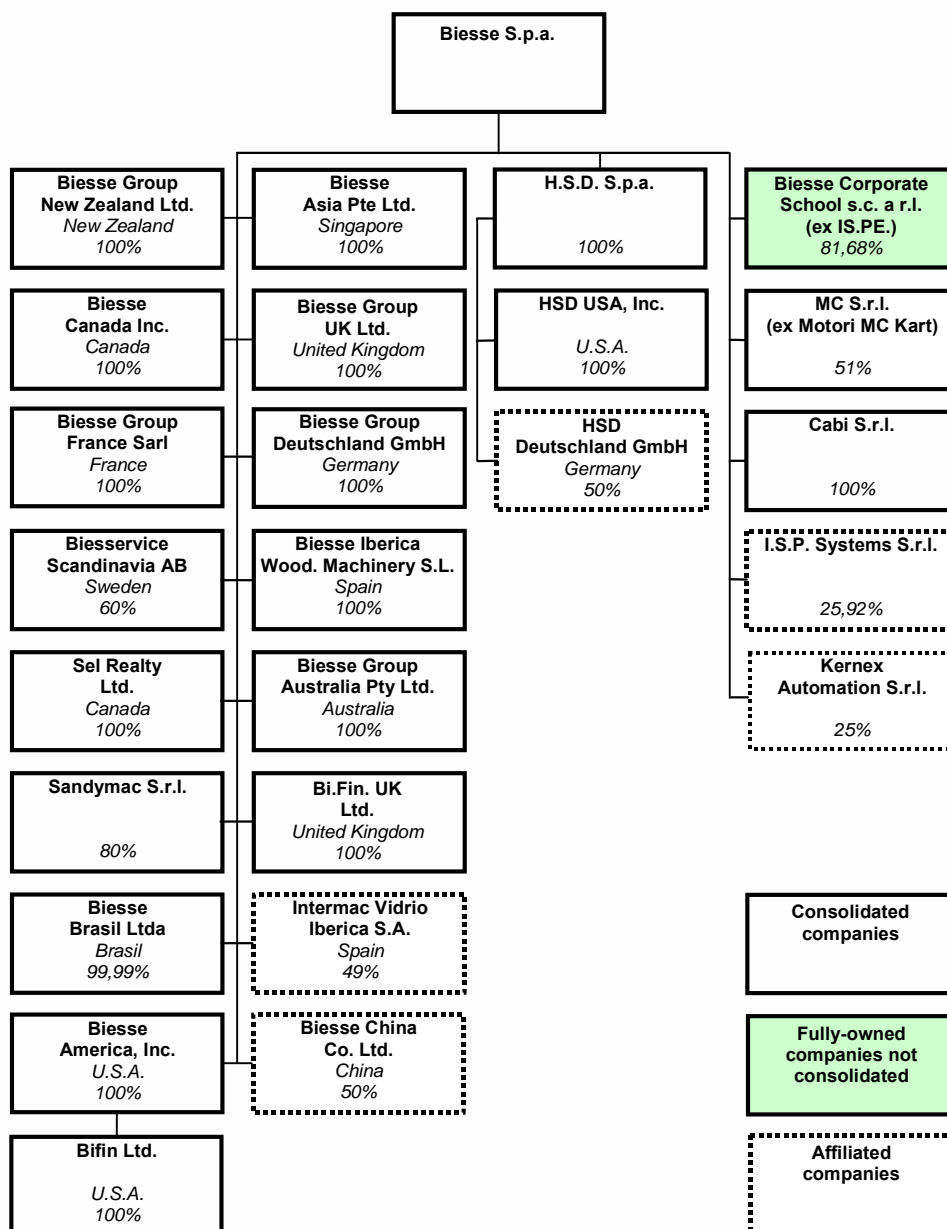 Biesse S.p.a.
Biesse Group
New Zealand Ltd.
New Zealand
100%
Biesse
Asia Pte Ltd.
Singapore
100%
H.S.D. S.p.a.
100%
Biesse Corporate
School s.c. a r.l.
(ex IS.PE.)
81,68%
Biesse
Canada Inc.
Canada
100%
Biesse Group
UK Ltd.
United Kingdom
100%
HSD USA, Inc.
U.S.A.
100%
MC S.r.l.
(ex Motori MC Kart)
51%
Biesse Group
France Sarl
France
100%
Biesse Group
Deutschland GmbH
Germany
100%
HSD
Deutschland GmbH
Germany
50%
Cabi S.r.l.
100%
Biesservice
Scandinavia AB
Sweden
60%
Biesse Iberica
Wood. Machinery S.L.
Spain
100%
I.S.P. Systems S.r.l.
25,92%
Sel Realty
Ltd.
Canada
100%
Biesse Group
Australia Pty Ltd.
Australia
100%
Kernex
Automation S.r.l.
25%
Sandymac S.r.l.
80%
Bi.Fin. UK
Ltd.
United Kingdom
100%
Biesse
Brasil Ltda
Brasil
99,99%
Intermac Vidrio
Iberica S.A.
Spain
49%
Consolidated
companies
Biesse
America, Inc.
U.S.A.
100%
Biesse China
Co. Ltd.
China
50%
Fully-owned
companies not
consolidated
Bifin Ltd.
U.S.A.
100%
Affiliated
companies